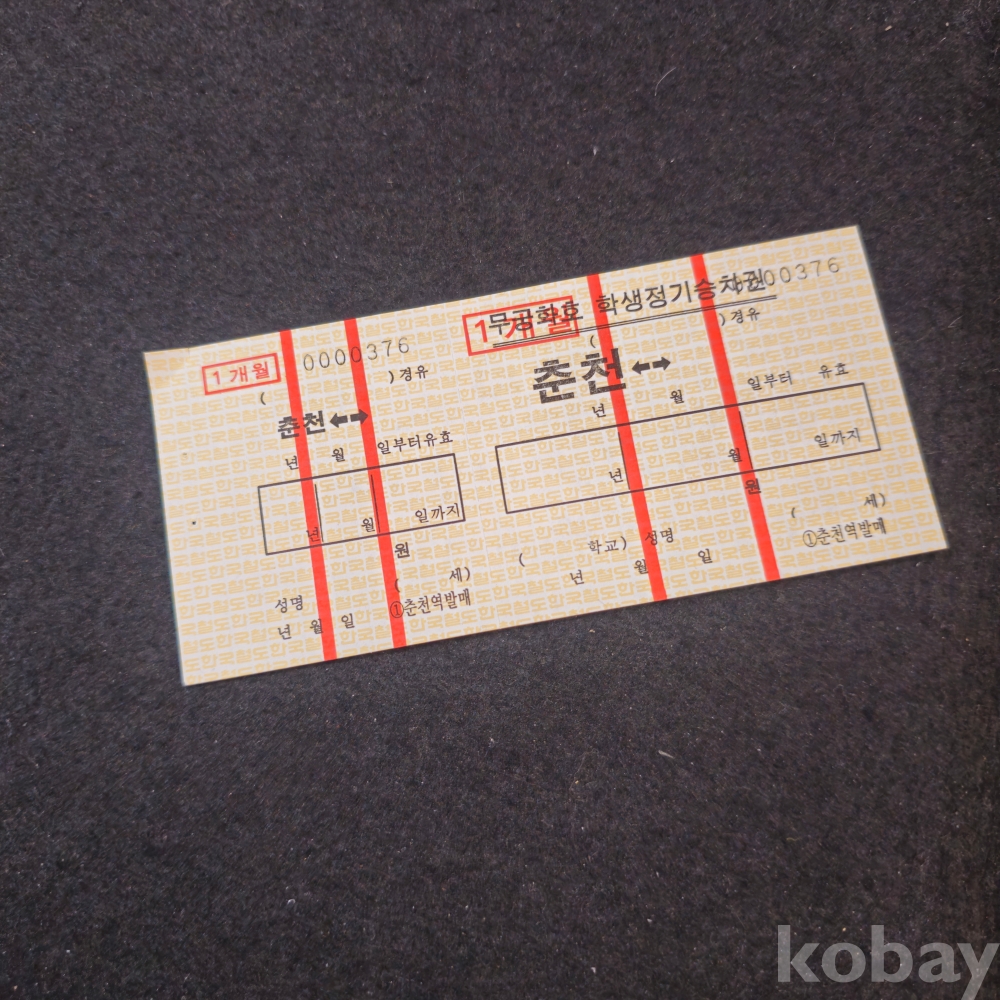 1개월
0000376
( )경유
춘천↔
년 월 일부터유효
년 월 일까지
원
성명 ( 세)
년 월 일 ①춘천역발매
1개월
무궁화호 학생정기승차권
0000376
( )경유
춘천↔
년 월 일부터 유효
년 월 일까지
원
( 학교) 성명 ( 세)
년 월 일 ①춘천역발매
한국철도
kobay